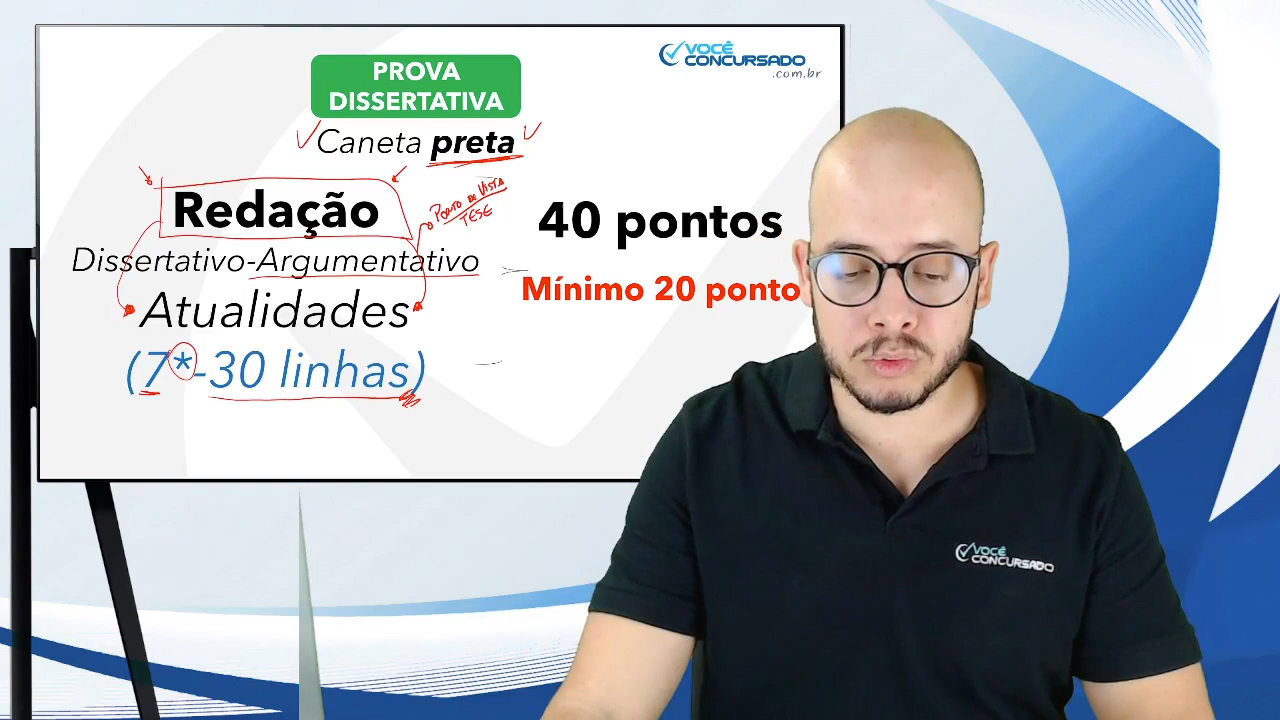 VOCÊ
CONCURSADO
.com.br
PROVA
DISSERTATIVA
Caneta preta
Redação
PONTO DE VISTA
TESE
Dissertativo-Argumentativo
Atualidades
(7*-30 linhas)
40 pontos
Mínimo 20 ponto
VOCÊ
CONCURSADO